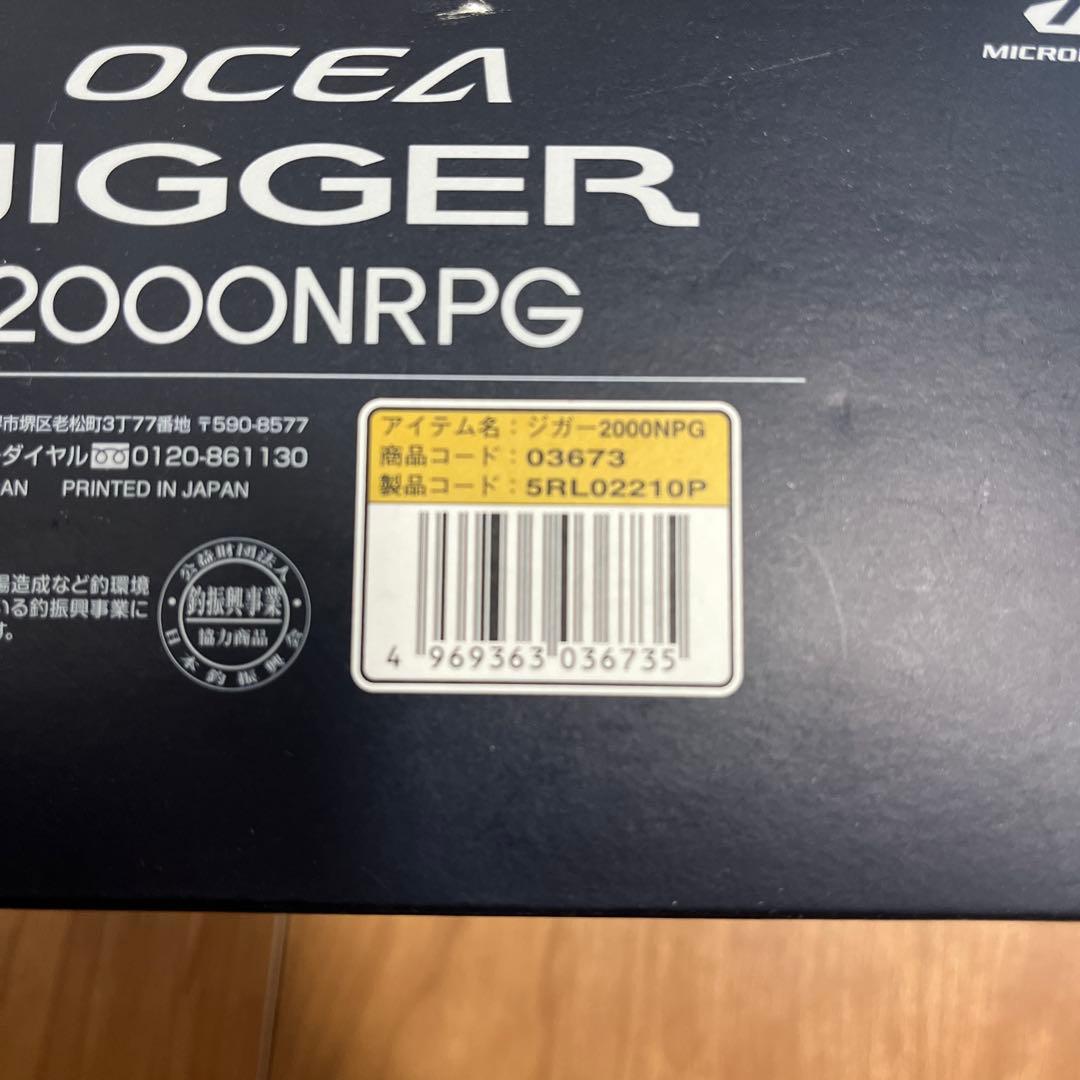 OCEA
JIGGER
2000NRPG
市堺区老松町3丁77番地 〒590-8577
ダイヤル 0120-861130
PRINTED IN JAPAN
場造成など釣環境
いる釣振興事業に
す。
公益財団法人
釣振興事業
協力商品
日本釣振興会
アイテム名：ジガー2000NPG
商品コード：03673
製品コード：5RL02210P
4 969363 036735